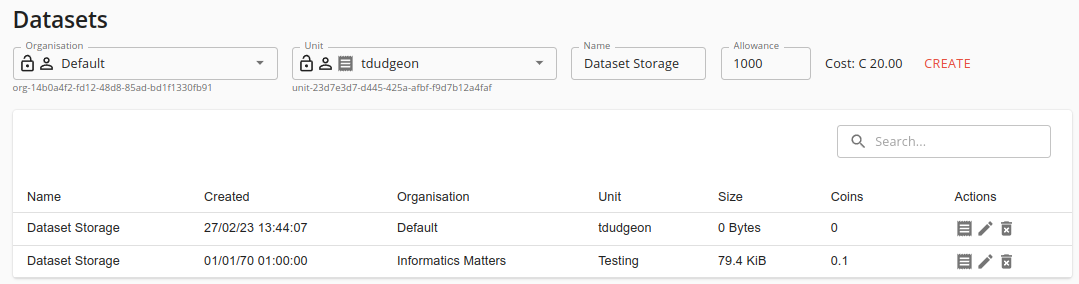 Datasets
Organisation Unit Name Allowance
Default tdudgeon Dataset Storage 1000 Cost: C 20.00 CREATE
org-14b0a4f2-fd12-48d8-85ad-bd1f1330fb91 unit-23d7e3d7-d445-425a-afbf-f9d7b12a4faf
Search...
Name Created Organisation Unit Size Coins Actions
Dataset Storage 27/02/23 13:44:07 Default tdudgeon 0 Bytes 0
Dataset Storage 01/01/70 01:00:00 Informatics Matters Testing 79.4 KiB 0.1